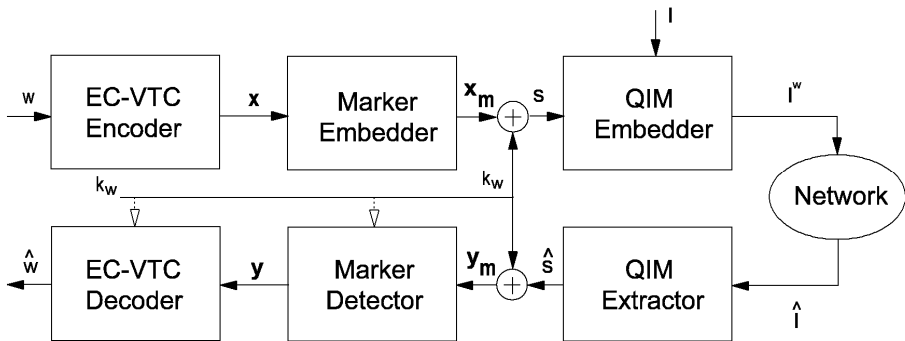 I
w
EC-VTC
Encoder
x
Marker
Embedder
x_m
s
QIM
Embedder
I^w
k_w
k_w
Network
ŵ
EC-VTC
Decoder
y
Marker
Detector
y_m
ŝ
QIM
Extractor
Î